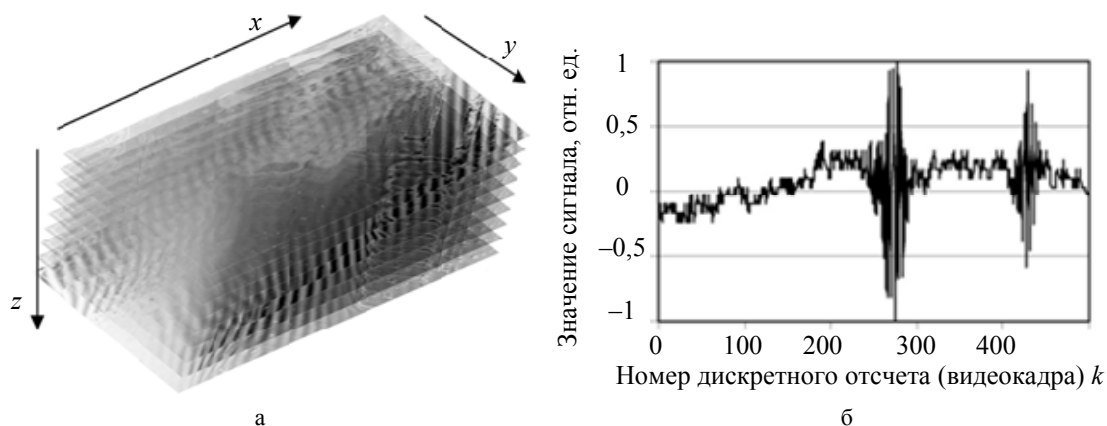 x
y
z
а
Значение сигнала, отн. ед.
1
0,5
0
–0,5
–1
0 100 200 300 400
Номер дискретного отсчета (видеокадра) k
б